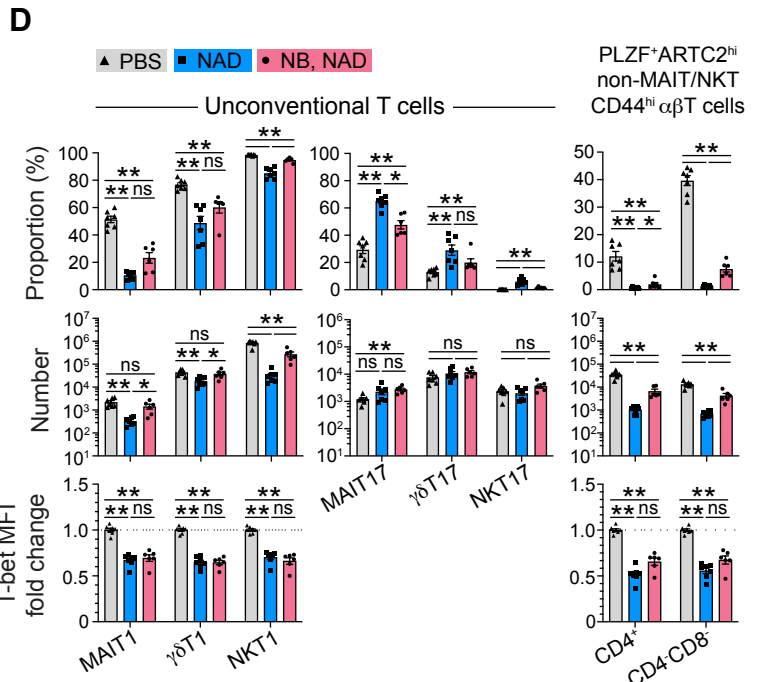 D
PBS NAD NB, NAD
Unconventional T cells
PLZF⁺ARTC2ʰⁱ
non-MAIT/NKT
CD44ʰⁱ αβT cells
Proportion (%)
100
80
60
40
20
0
**
** ns
**
** ns
**
100
80
60
40
20
0
**
** *
**
** ns
**
50
40
30
20
10
0
**
** *
**
Number
10⁷
10⁶
10⁵
10⁴
10³
10²
10¹
ns
** *
ns
** *
**
10⁶
10⁵
10⁴
10³
10²
10¹
**
ns ns
ns
ns
MAIT17
γδT17
NKT17
10⁷
10⁶
10⁵
10⁴
10³
10²
10¹
**
**
T-bet MFI
fold change
1.5
1.0
0.5
0
**
** ns
**
** ns
**
** ns
MAIT1
γδT1
NKT1
1.5
1.0
0.5
0
**
** ns
**
** ns
CD4⁺
CD4⁻CD8⁻